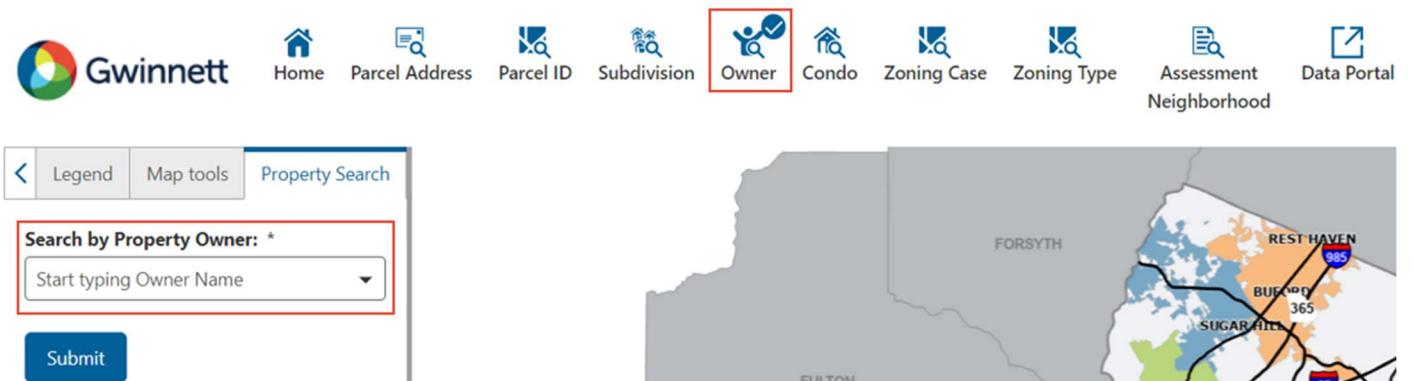 Gwinnett
Home
Parcel Address
Parcel ID
Subdivision
Owner
Condo
Zoning Case
Zoning Type
Assessment
Neighborhood
Data Portal
Legend
Map tools
Property Search
Search by Property Owner: *
Start typing Owner Name
Submit
FORSYTH
REST HAVEN
985
BUFORD
365
SUGAR HILL
FULTON